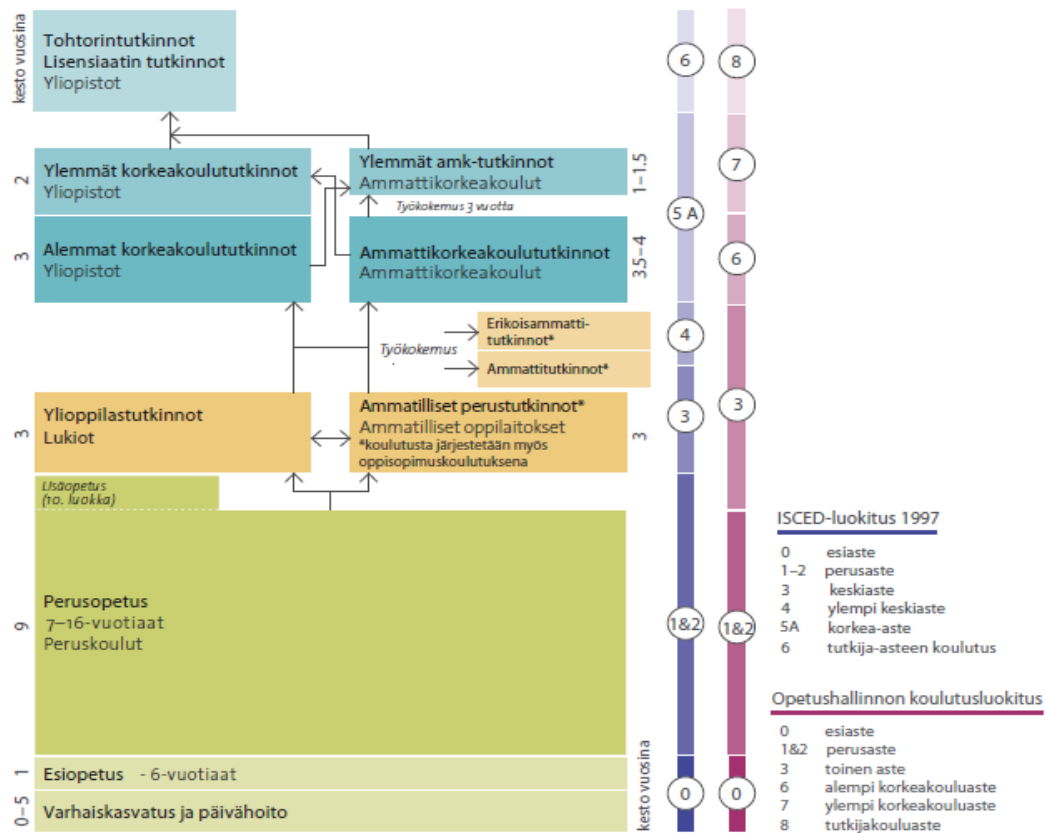 kesto vuosina
Tohtorintutkinnot
Lisensiaatin tutkinnot
Yliopistot
6
8
2
Ylemmät korkeakoulututkinnot
Yliopistot
Ylemmät amk-tutkinnot
Ammattikorkeakoulut
1–1.5
7
Työkokemus 3 vuotta
5 A
3
Alemmat korkeakoulututkinnot
Yliopistot
Ammattikorkeakoulututkinnot
Ammattikorkeakoulut
3.5–4
6
Työkokemus
Erikoisammatti-
tutkinnot*
Ammattitutkinnot*
4
3
Ylioppilastutkinnot
Lukiot
Ammatilliset perustutkinnot*
Ammatilliset oppilaitokset
*koulutusta järjestetään myös
oppisopimuskoulutuksena
3
3
3
Lisäopetus
(10. luokka)
9
Perusopetus
7–16-vuotiaat
Peruskoulut
1&2
1&2
1
Esiopetus - 6-vuotiaat
0–5
Varhaiskasvatus ja päivähoito
kesto vuosina
0
0
ISCED-luokitus 1997
0 esiaste
1–2 perusaste
3 keskiaste
4 ylempi keskiaste
5A korkea-aste
6 tutkija-asteen koulutus
Opetushallinnon koulutusluokitus
0 esiaste
1&2 perusaste
3 toinen aste
6 alempi korkeakouluaste
7 ylempi korkeakouluaste
8 tutkijakouluaste